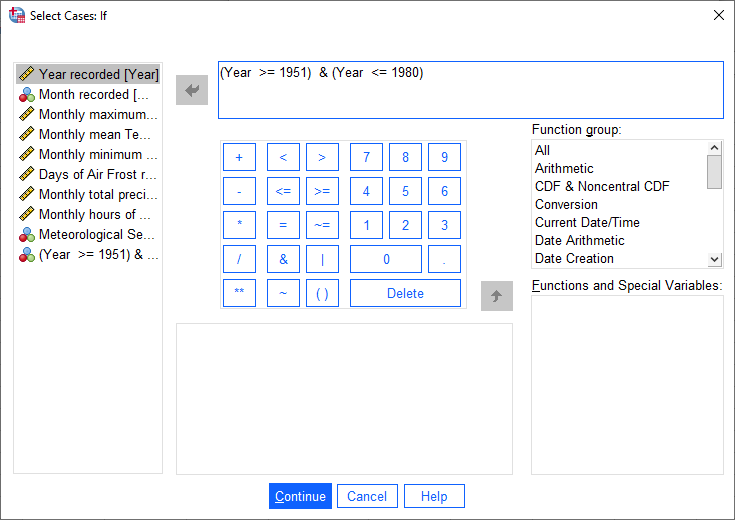 Select Cases: If
Year recorded [Year]
Month recorded [...
Monthly maximum...
Monthly mean Te...
Monthly minimum ...
Days of Air Frost r...
Monthly total preci...
Monthly hours of ...
Meteorological Se...
(Year >= 1951) & ...
(Year >= 1951) & (Year <= 1980)
+ < > 7 8 9
- <= >= 4 5 6
* = ~= 1 2 3
/ & | 0 .
** ~ ( ) Delete
Function group:
All
Arithmetic
CDF & Noncentral CDF
Conversion
Current Date/Time
Date Arithmetic
Date Creation
Functions and Special Variables:
Continue Cancel Help